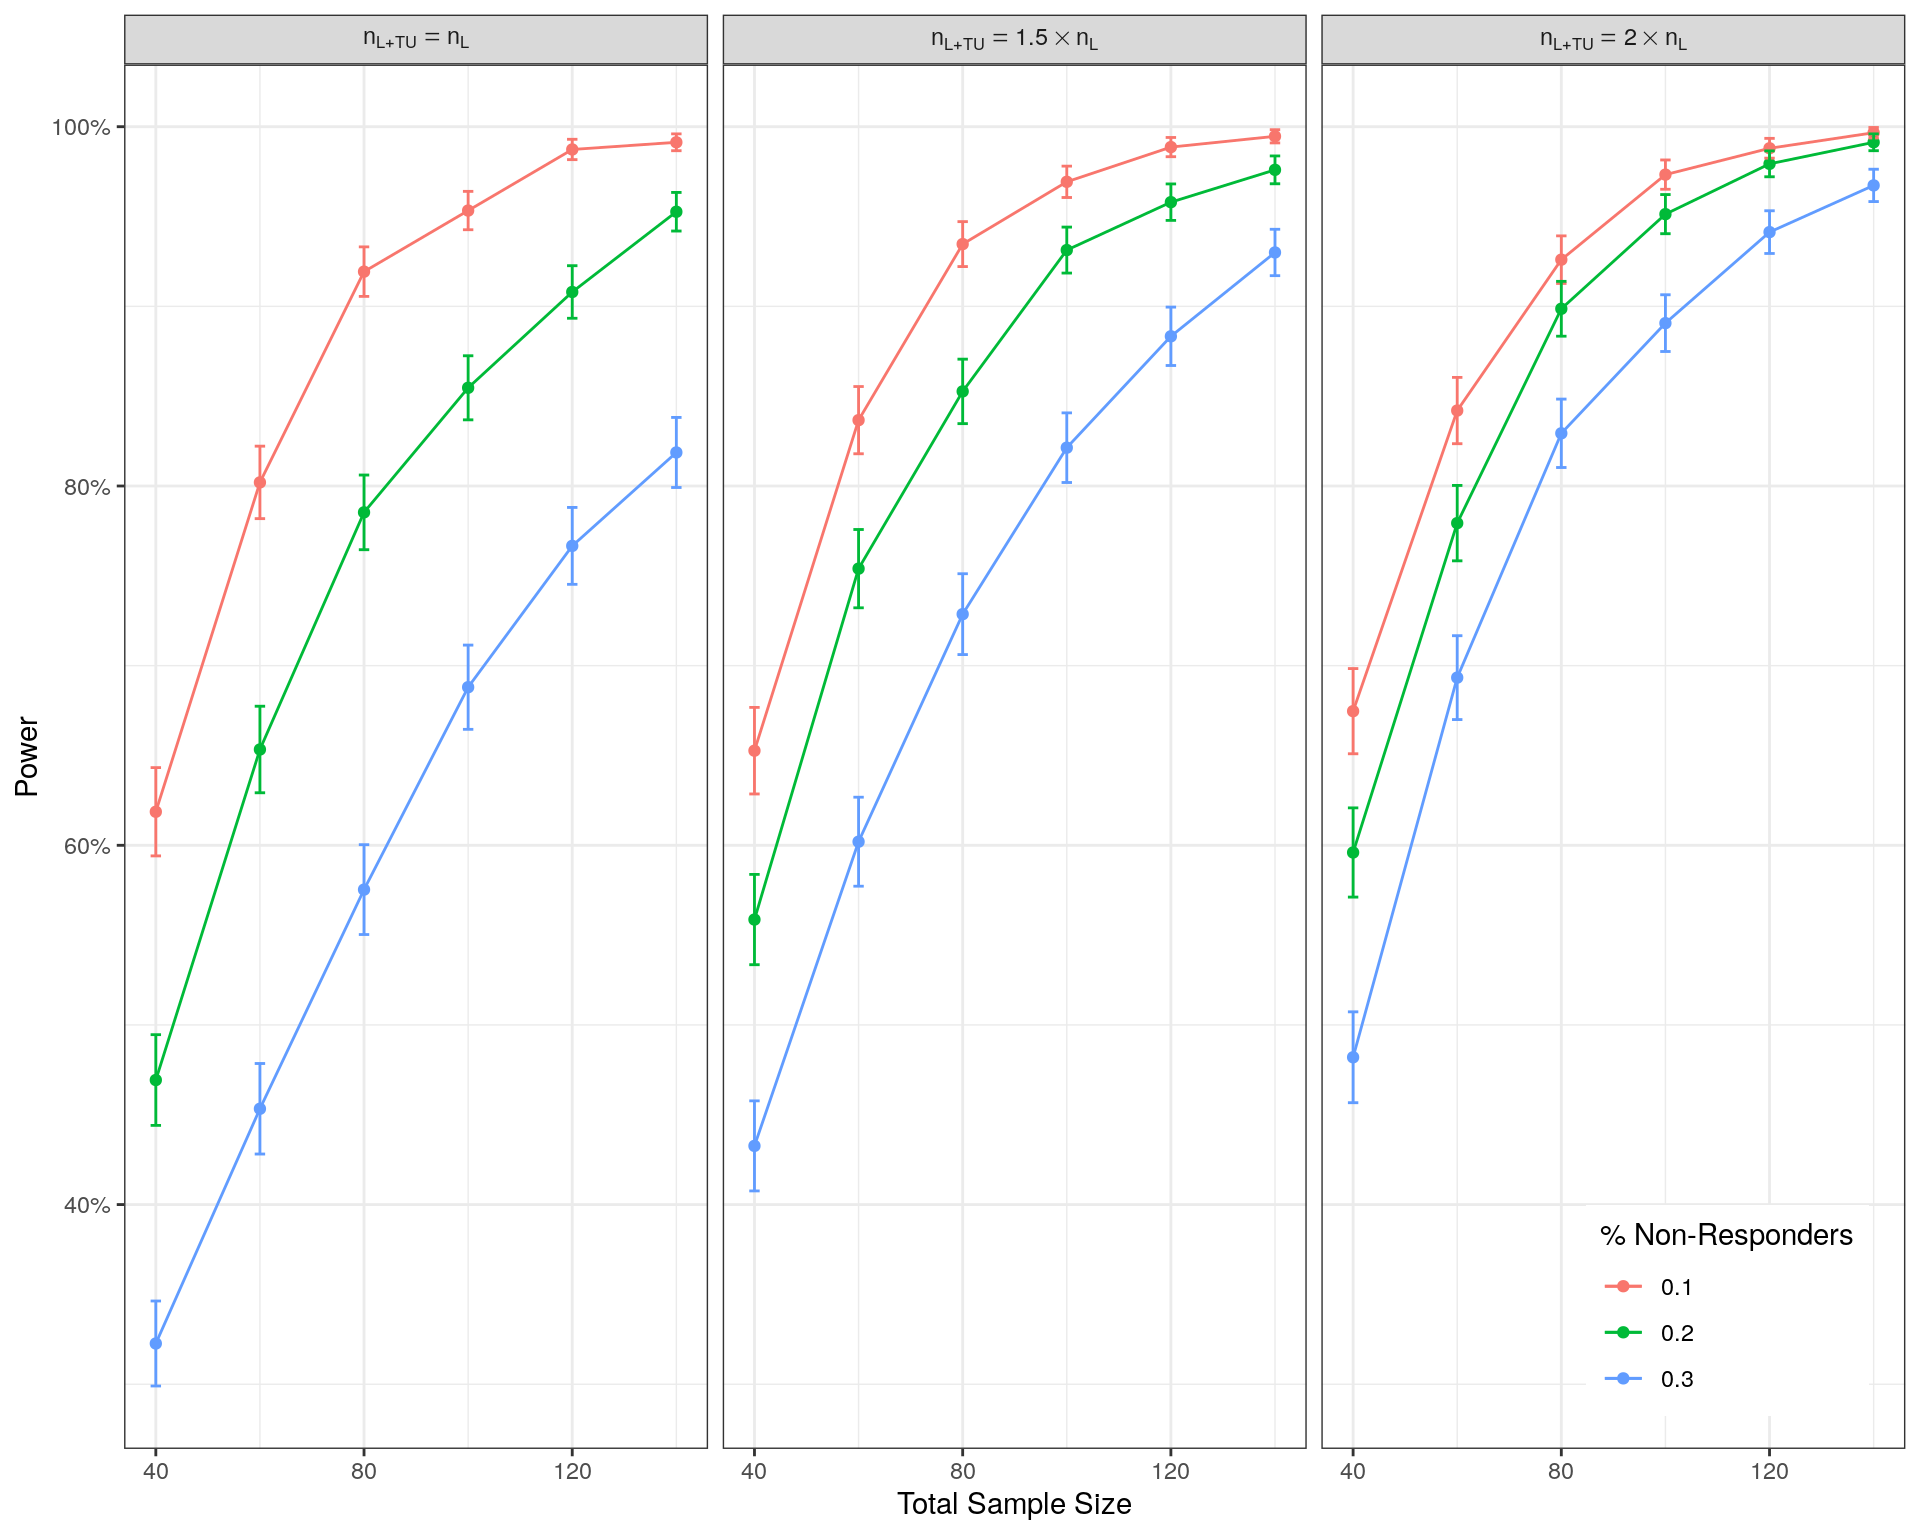 n_L+TU = n_L
n_L+TU = 1.5 × n_L
n_L+TU = 2 × n_L
100%
80%
60%
40%
Power
40 80 120
40 80 120
40 80 120
Total Sample Size
% Non-Responders
0.1
0.2
0.3